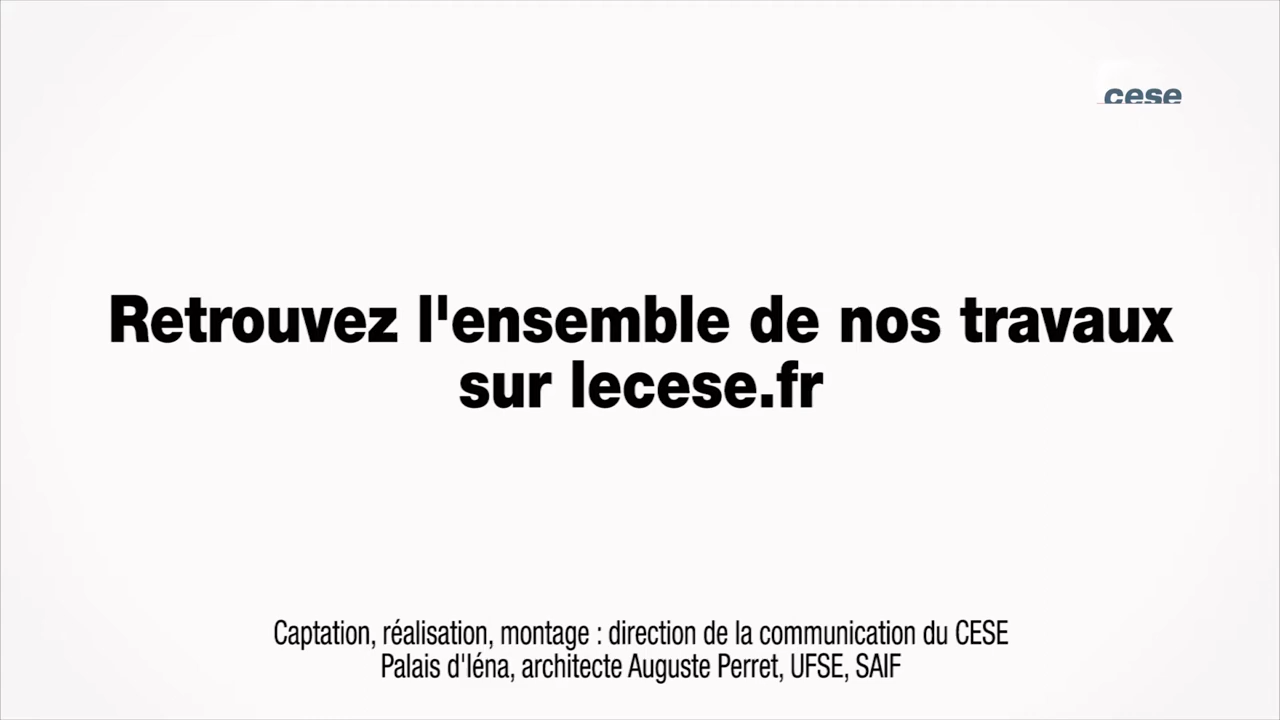 cese
Retrouvez l'ensemble de nos travaux
sur lecese.fr
Captation, réalisation, montage : direction de la communication du CESE
Palais d'Iéna, architecte Auguste Perret, UFSE, SAIF